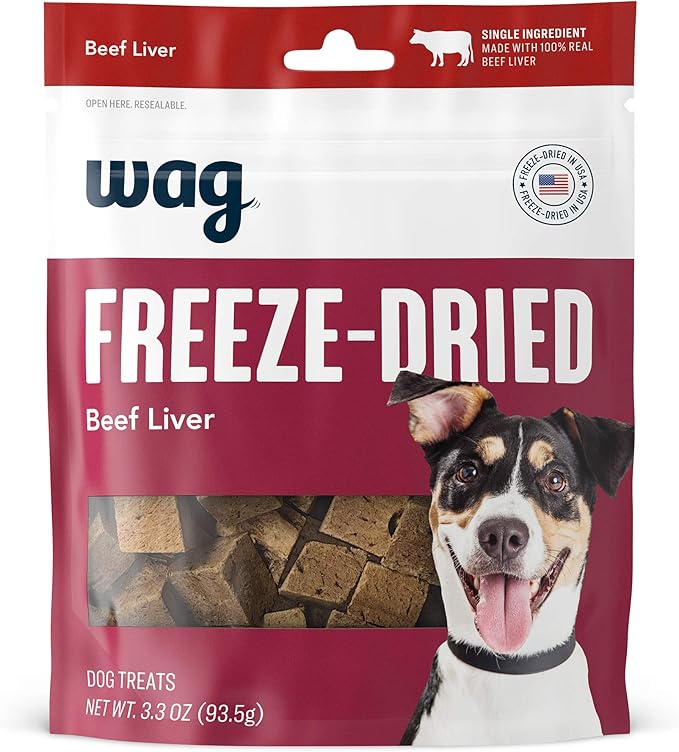 Beef Liver
SINGLE INGREDIENT
MADE WITH 100% REAL
BEEF LIVER
OPEN HERE. RESEALABLE.
wag
FREEZE-DRIED IN USA
FREEZE-DRIED IN USA
FREEZE-DRIED
Beef Liver
DOG TREATS
NET WT. 3.3 OZ (93.5g)